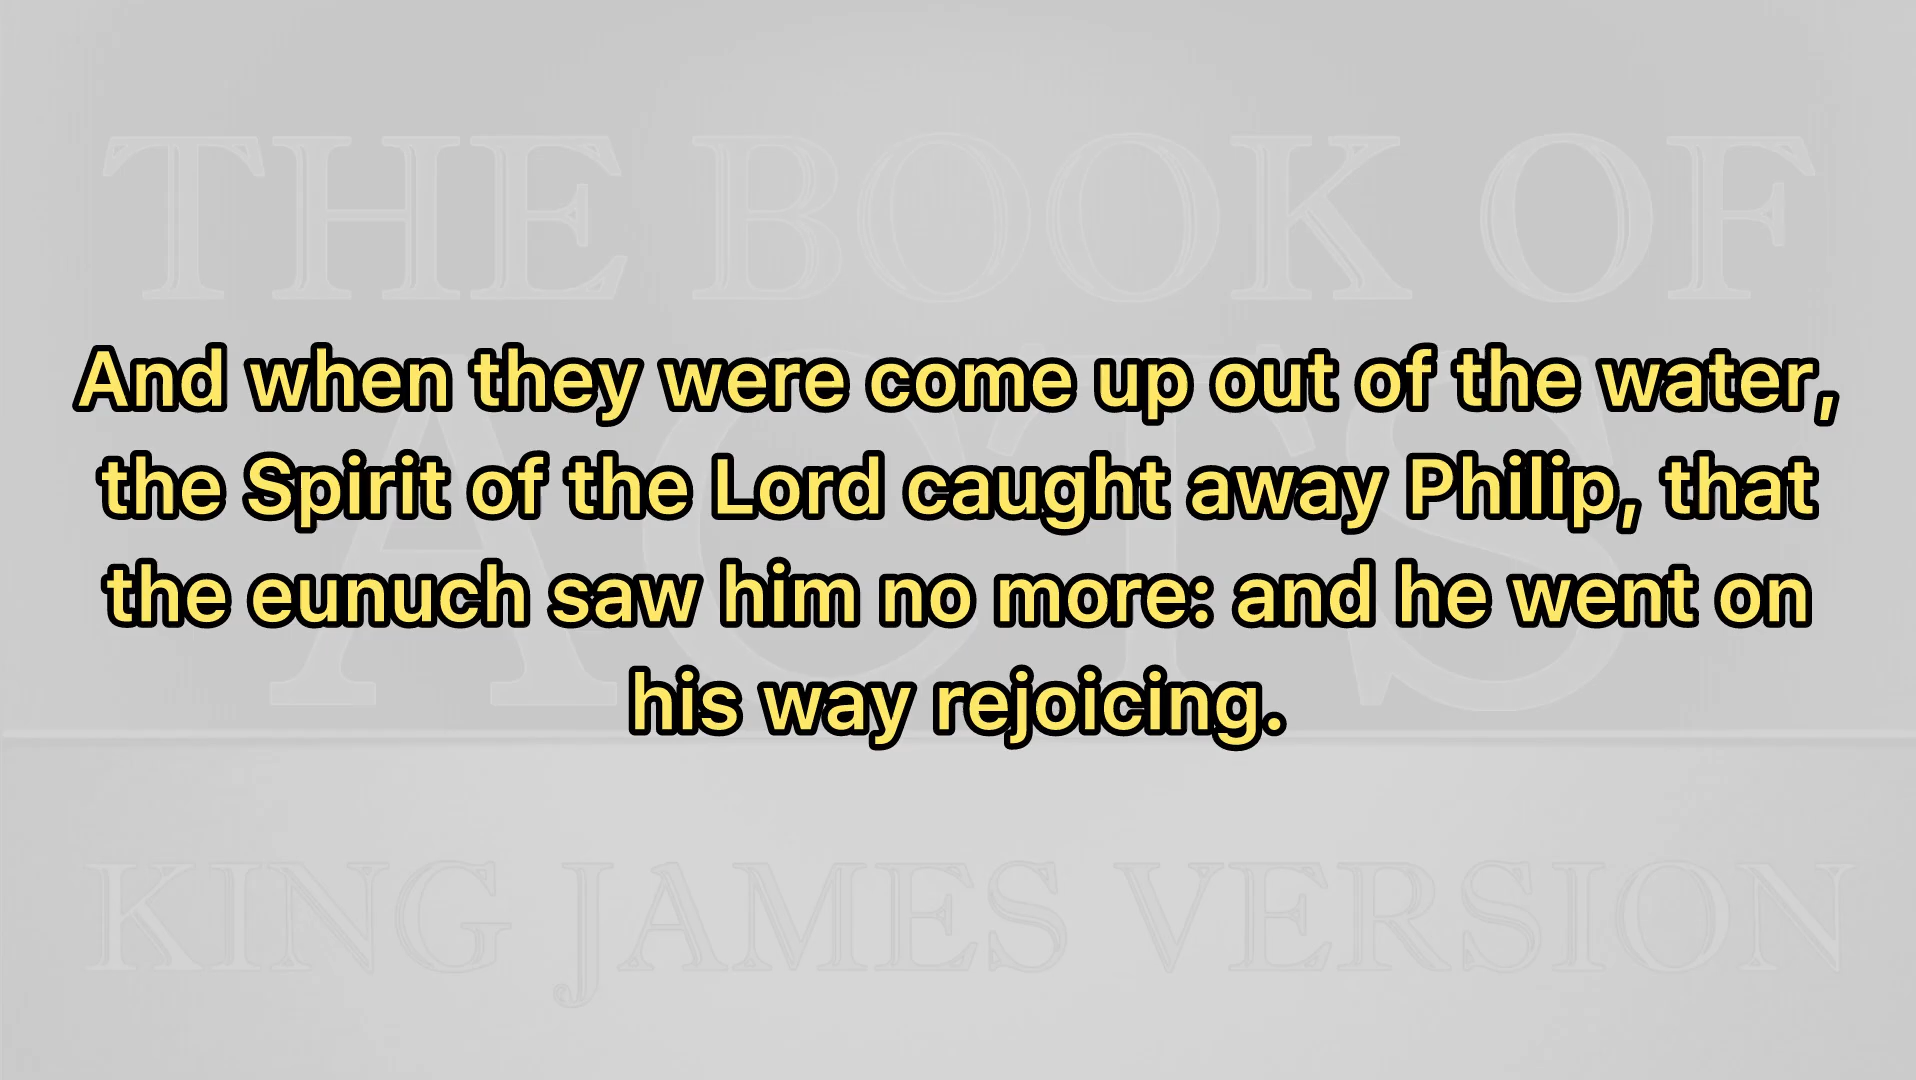 THE BOOK OF
ACTS
And when they were come up out of the water,
the Spirit of the Lord caught away Philip, that
the eunuch saw him no more: and he went on
his way rejoicing.
KING JAMES VERSION